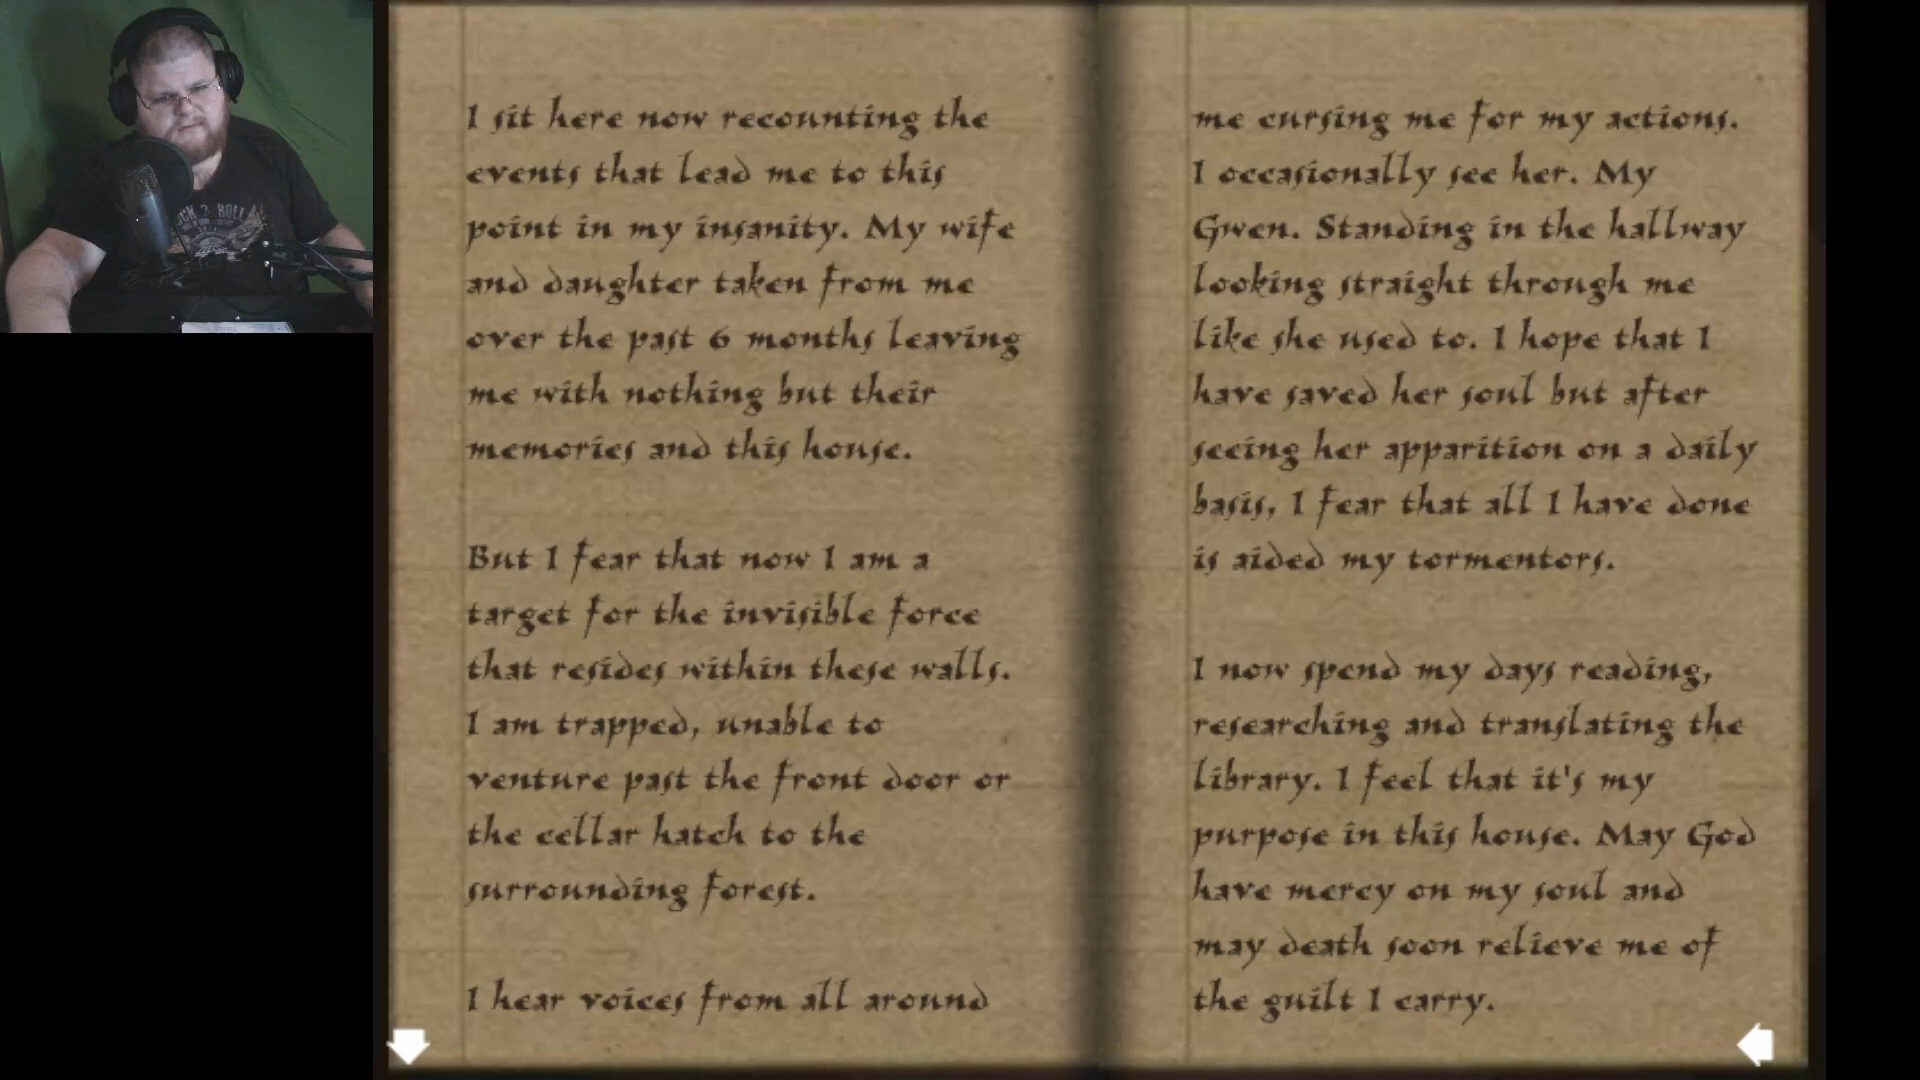 I sit here now recounting the
events that lead me to this
point in my insanity. My wife
and daughter taken from me
over the past 6 months leaving
me with nothing but their
memories and this house.
But I fear that now I am a
target for the invisible force
that resides within these walls.
I am trapped, unable to
venture past the front door or
the cellar hatch to the
surrounding forest.
I hear voices from all around
me cursing me for my actions.
I occasionally see her. My
Gwen. Standing in the hallway
looking straight through me
like she used to. I hope that I
have saved her soul but after
seeing her apparition on a daily
basis, I fear that all I have done
is aided my tormentors.
I now spend my days reading,
researching and translating the
library. I feel that it's my
purpose in this house. May God
have mercy on my soul and
may death soon relieve me of
the guilt I carry.